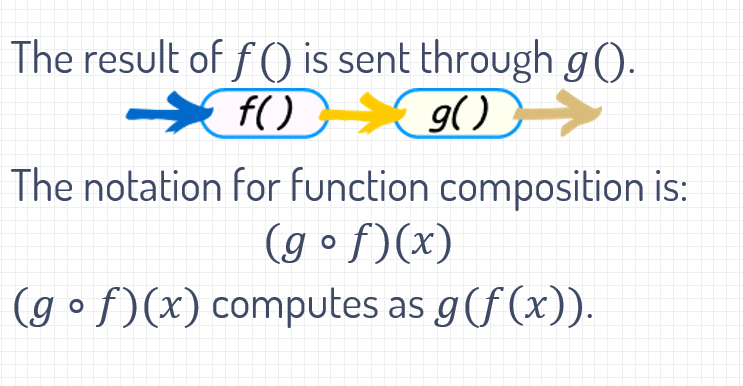 The result of f() is sent through g().
f( ) g( )
The notation for function composition is:
(g ∘ f)(x)
(g ∘ f)(x) computes as g(f(x)).